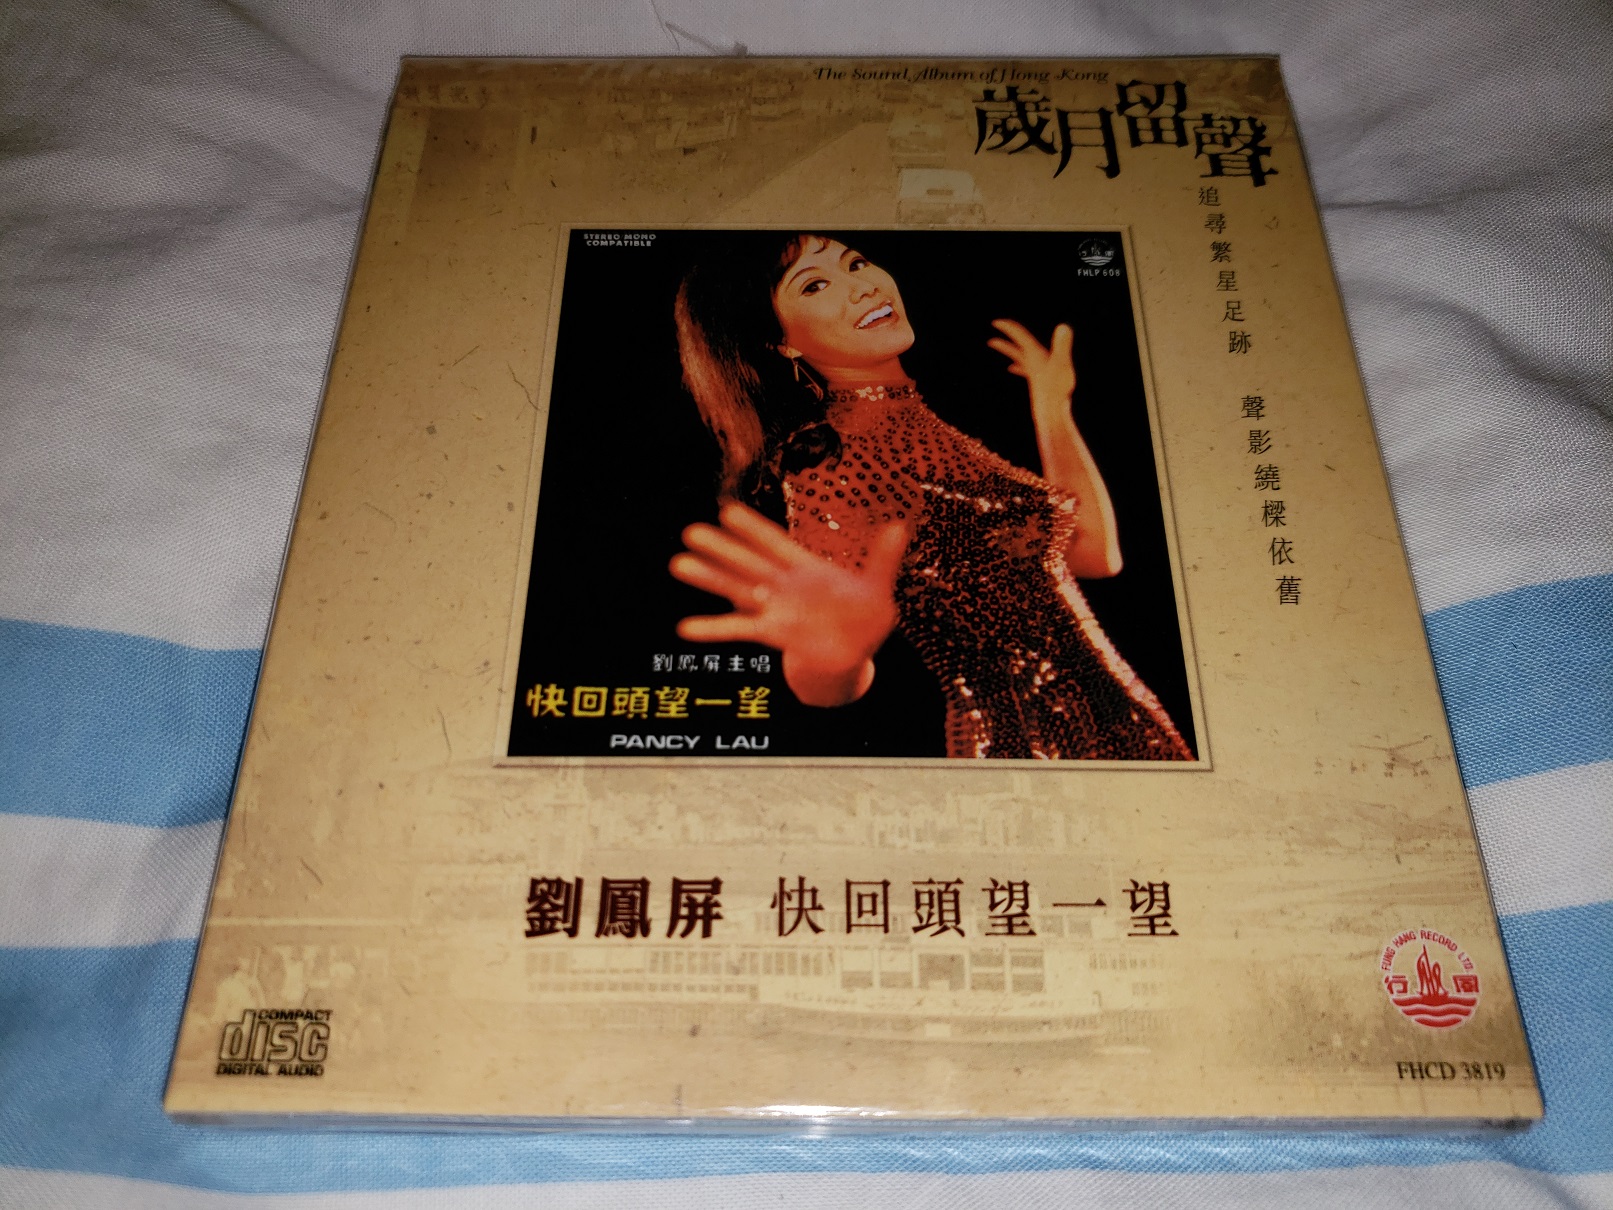 The Sound Album of Hong Kong
歲月留聲
追尋繁星足跡
聲影繞樑依舊
STEREO MONO
COMPATIBLE
行風
FHLP 608
劉鳳屏主唱
快回頭望一望
PANCY LAU
劉鳳屏 快回頭望一望
FUNG HANG RECORD LTD
行風
COMPACT
disc
DIGITAL AUDIO
FHCD 3819